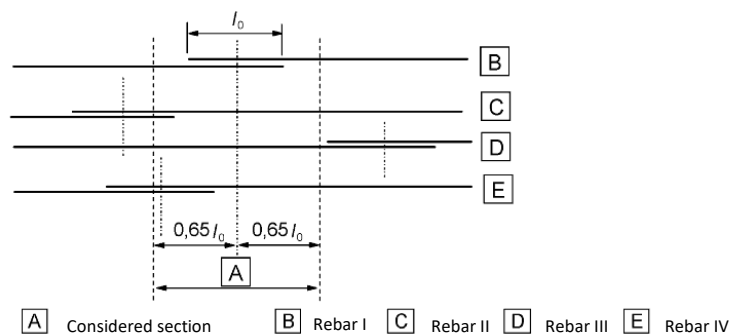 l₀
B
C
D
E
0,65 l₀ 0,65 l₀
A
A Considered section B Rebar I C Rebar II D Rebar III E Rebar IV